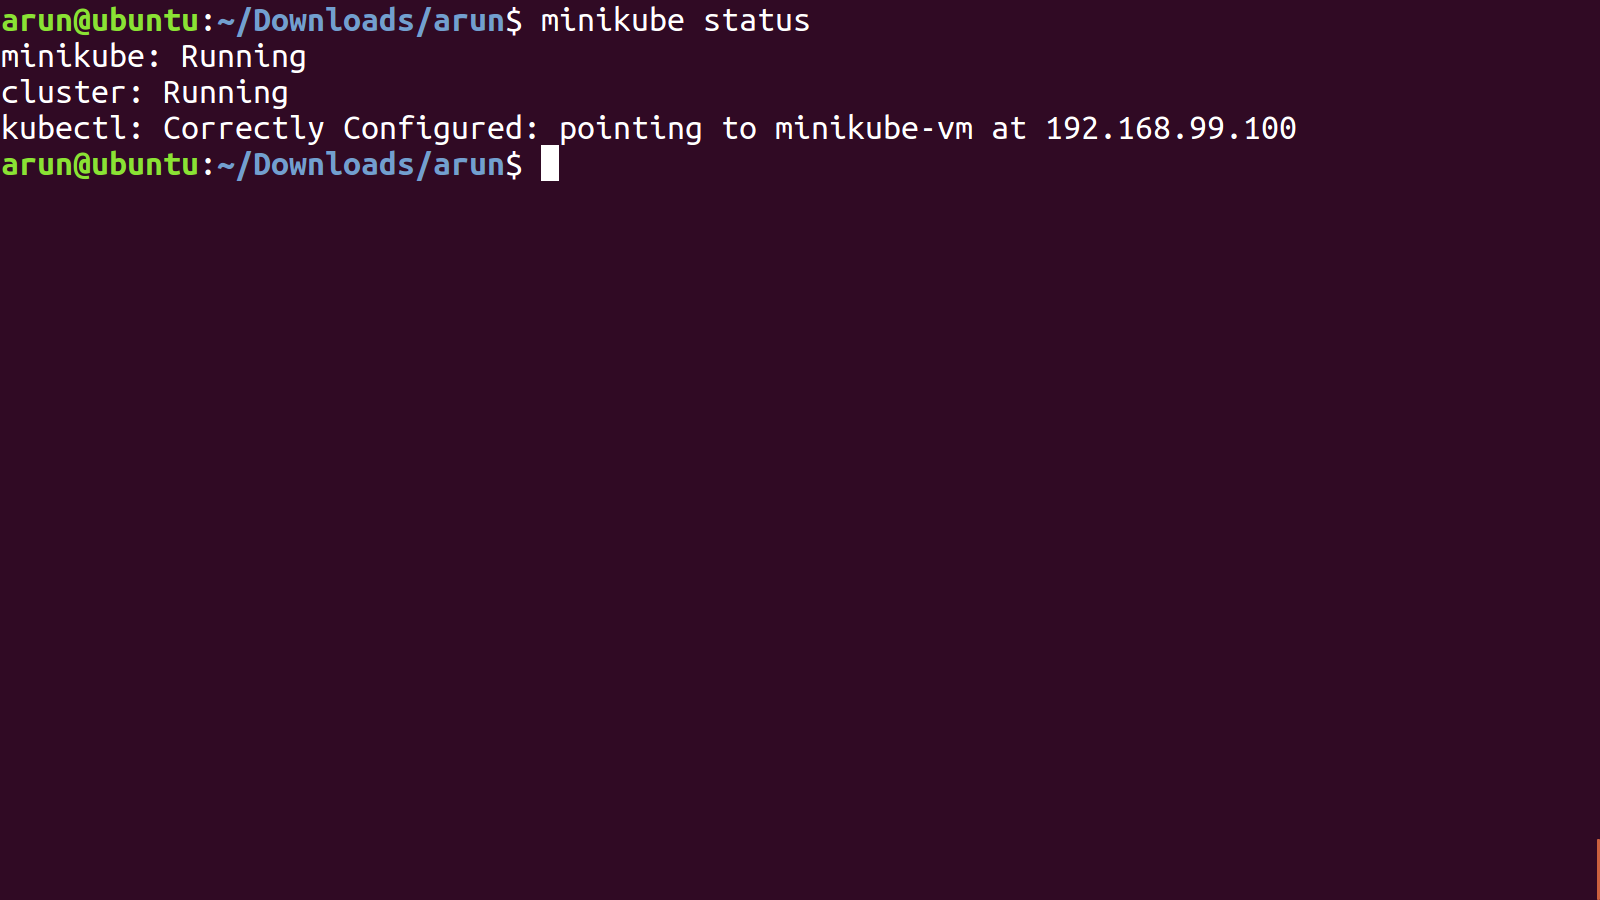 arun@ubuntu:~/Downloads/arun$ minikube status
minikube: Running
cluster: Running
kubectl: Correctly Configured: pointing to minikube-vm at 192.168.99.100
arun@ubuntu:~/Downloads/arun$